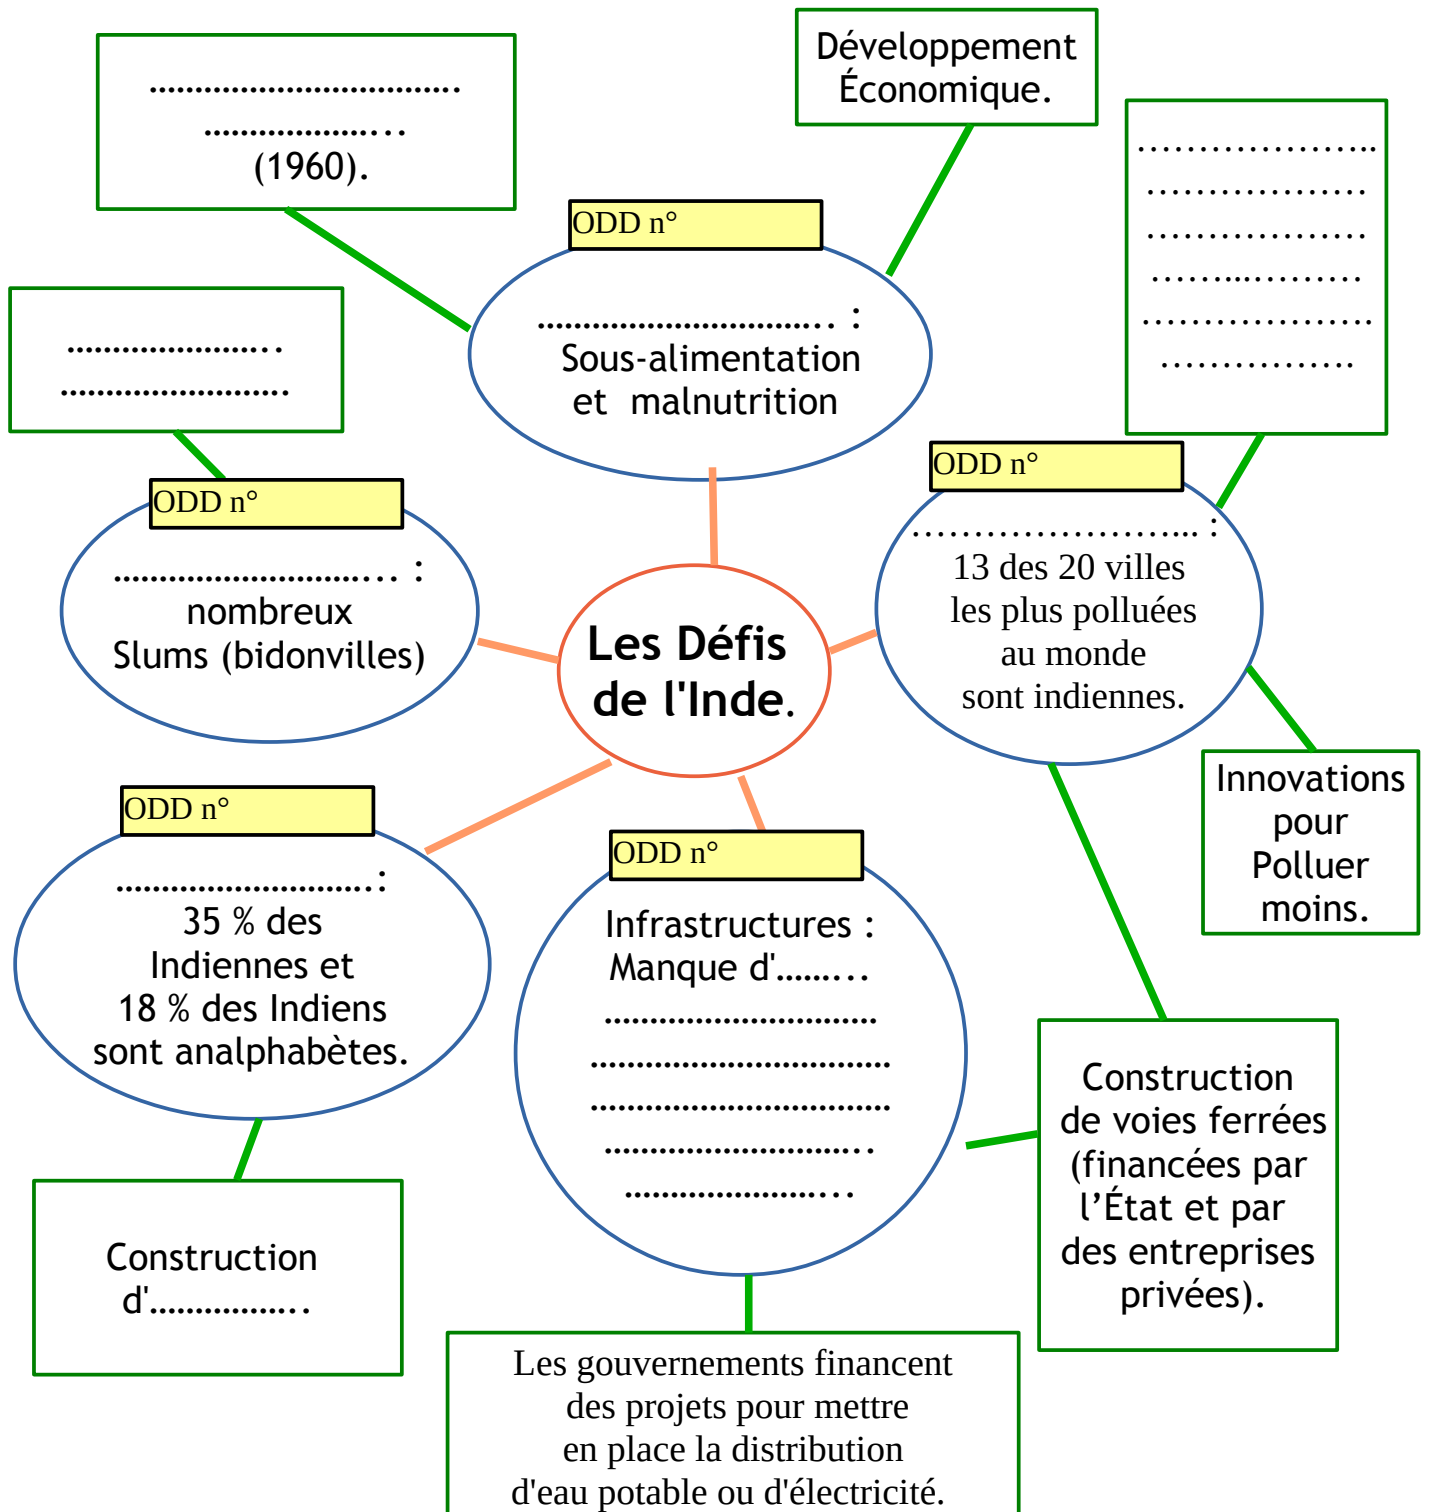 Développement
Économique.
.................................
......................
(1960).
ODD n°
................................ :
Sous-alimentation
et malnutrition
…………………..
………………
………………
……...………
……………….
…………….
........................
.........................
ODD n°
.............................. :
nombreux
Slums (bidonvilles)
ODD n°
…………………... :
13 des 20 villes
les plus polluées
au monde
sont indiennes.
Les Défis
de l'Inde.
Innovations
pour
Polluer
moins.
ODD n°
............................:
35 % des
Indiennes et
18 % des Indiens
sont analphabètes.
ODD n°
Infrastructures :
Manque d'.........
..............................
.................................
.................................
.............................
.........................
Construction
de voies ferrées
(financées par
l’État et par
des entreprises
privées).
Construction
d'..................
Les gouvernements financent
des projets pour mettre
en place la distribution
d'eau potable ou d'électricité.